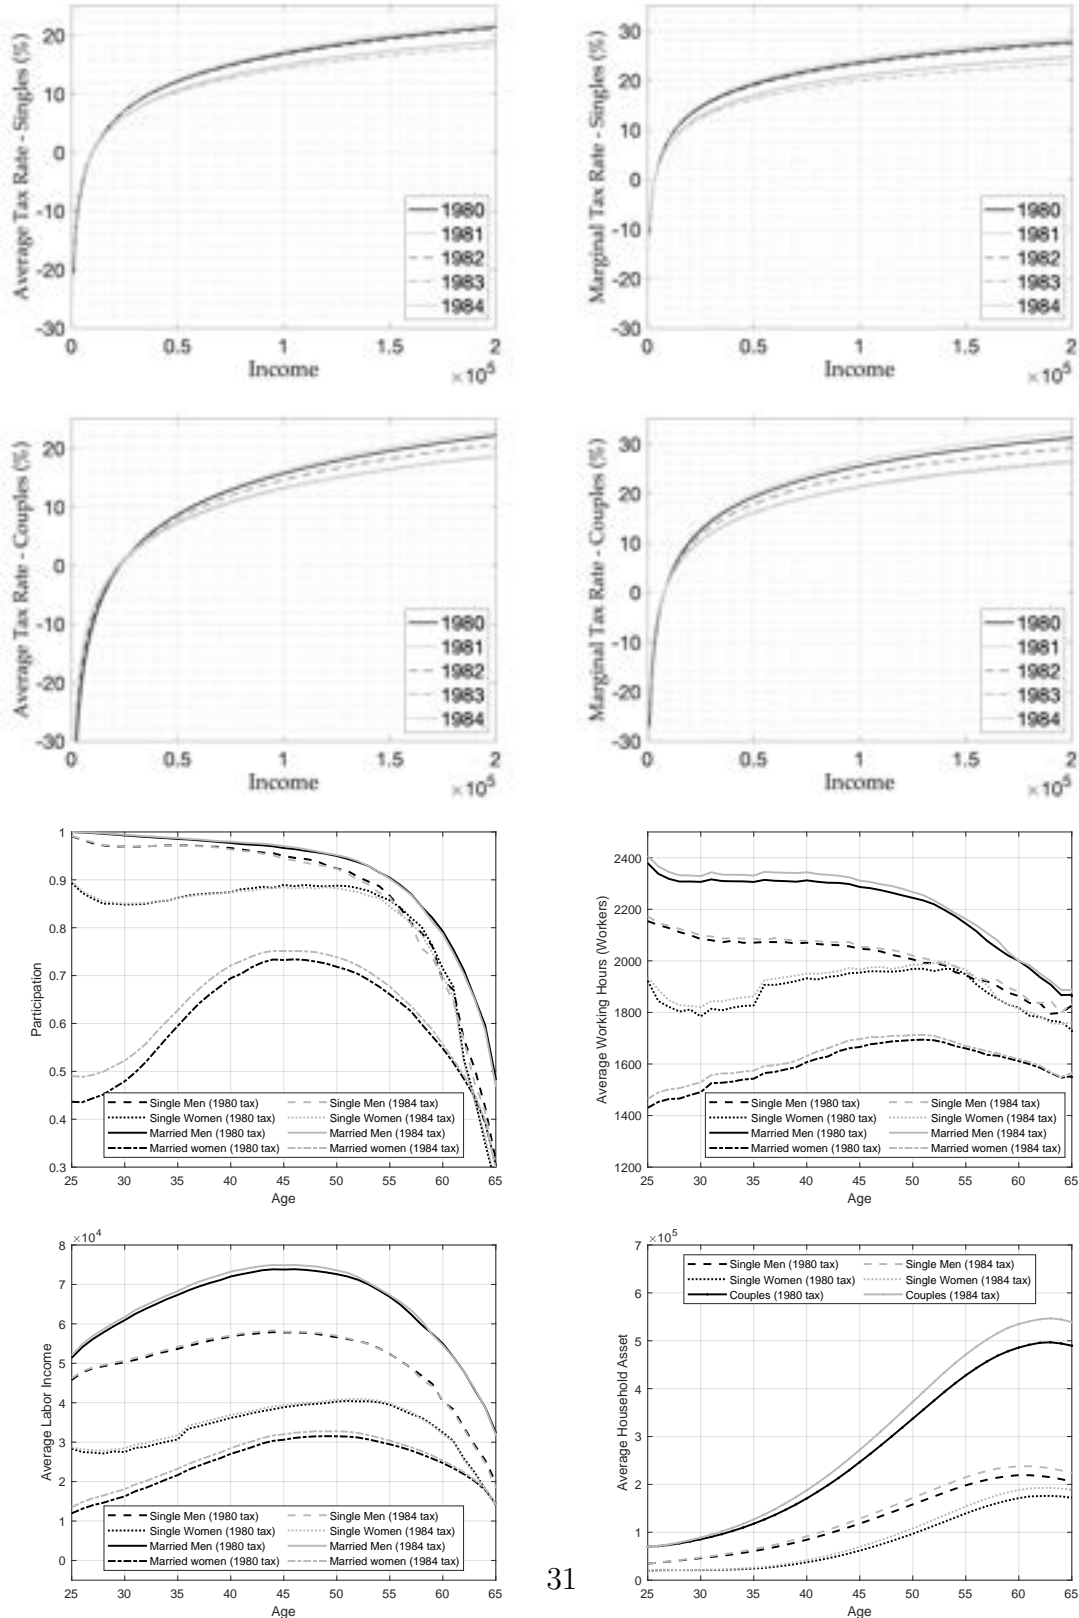 Average Tax Rate - Singles (%)
20
10
0
-10
-20
-30
0 0.5 1 1.5 2
Income
×10⁵
1980
1981
1982
1983
1984
Marginal Tax Rate - Singles (%)
30
20
10
0
-10
-20
-30
0 0.5 1 1.5 2
Income
×10⁵
1980
1981
1982
1983
1984
Average Tax Rate - Couples (%)
20
10
0
-10
-20
-30
0 0.5 1 1.5 2
Income
×10⁵
1980
1981
1982
1983
1984
Marginal Tax Rate - Couples (%)
30
20
10
0
-10
-20
-30
0 0.5 1 1.5 2
Income
×10⁵
1980
1981
1982
1983
1984
Participation
1
0.9
0.8
0.7
0.6
0.5
0.4
0.3
Single Men (1980 tax) Single Men (1984 tax)
Single Women (1980 tax) Single Women (1984 tax)
Married Men (1980 tax) Married Men (1984 tax)
Married women (1980 tax) Married women (1984 tax)
25 30 35 40 45 50 55 60 65
Age
Average Working Hours (Workers)
2400
2200
2000
1800
1600
1400
1200
Single Men (1980 tax) Single Men (1984 tax)
Single Women (1980 tax) Single Women (1984 tax)
Married Men (1980 tax) Married Men (1984 tax)
Married women (1980 tax) Married women (1984 tax)
25 30 35 40 45 50 55 60 65
Age
×10⁴
Average Labor Income
8
7
6
5
4
3
2
1
0
Single Men (1980 tax) Single Men (1984 tax)
Single Women (1980 tax) Single Women (1984 tax)
Married Men (1980 tax) Married Men (1984 tax)
Married women (1980 tax) Married women (1984 tax)
25 30 35 40 45 50 55 60 65
Age
×10⁵
Average Household Asset
7
6
5
4
3
2
1
0
Single Men (1980 tax) Single Men (1984 tax)
Single Women (1980 tax) Single Women (1984 tax)
Couples (1980 tax) Couples (1984 tax)
25 30 35 40 45 50 55 60 65
Age
31